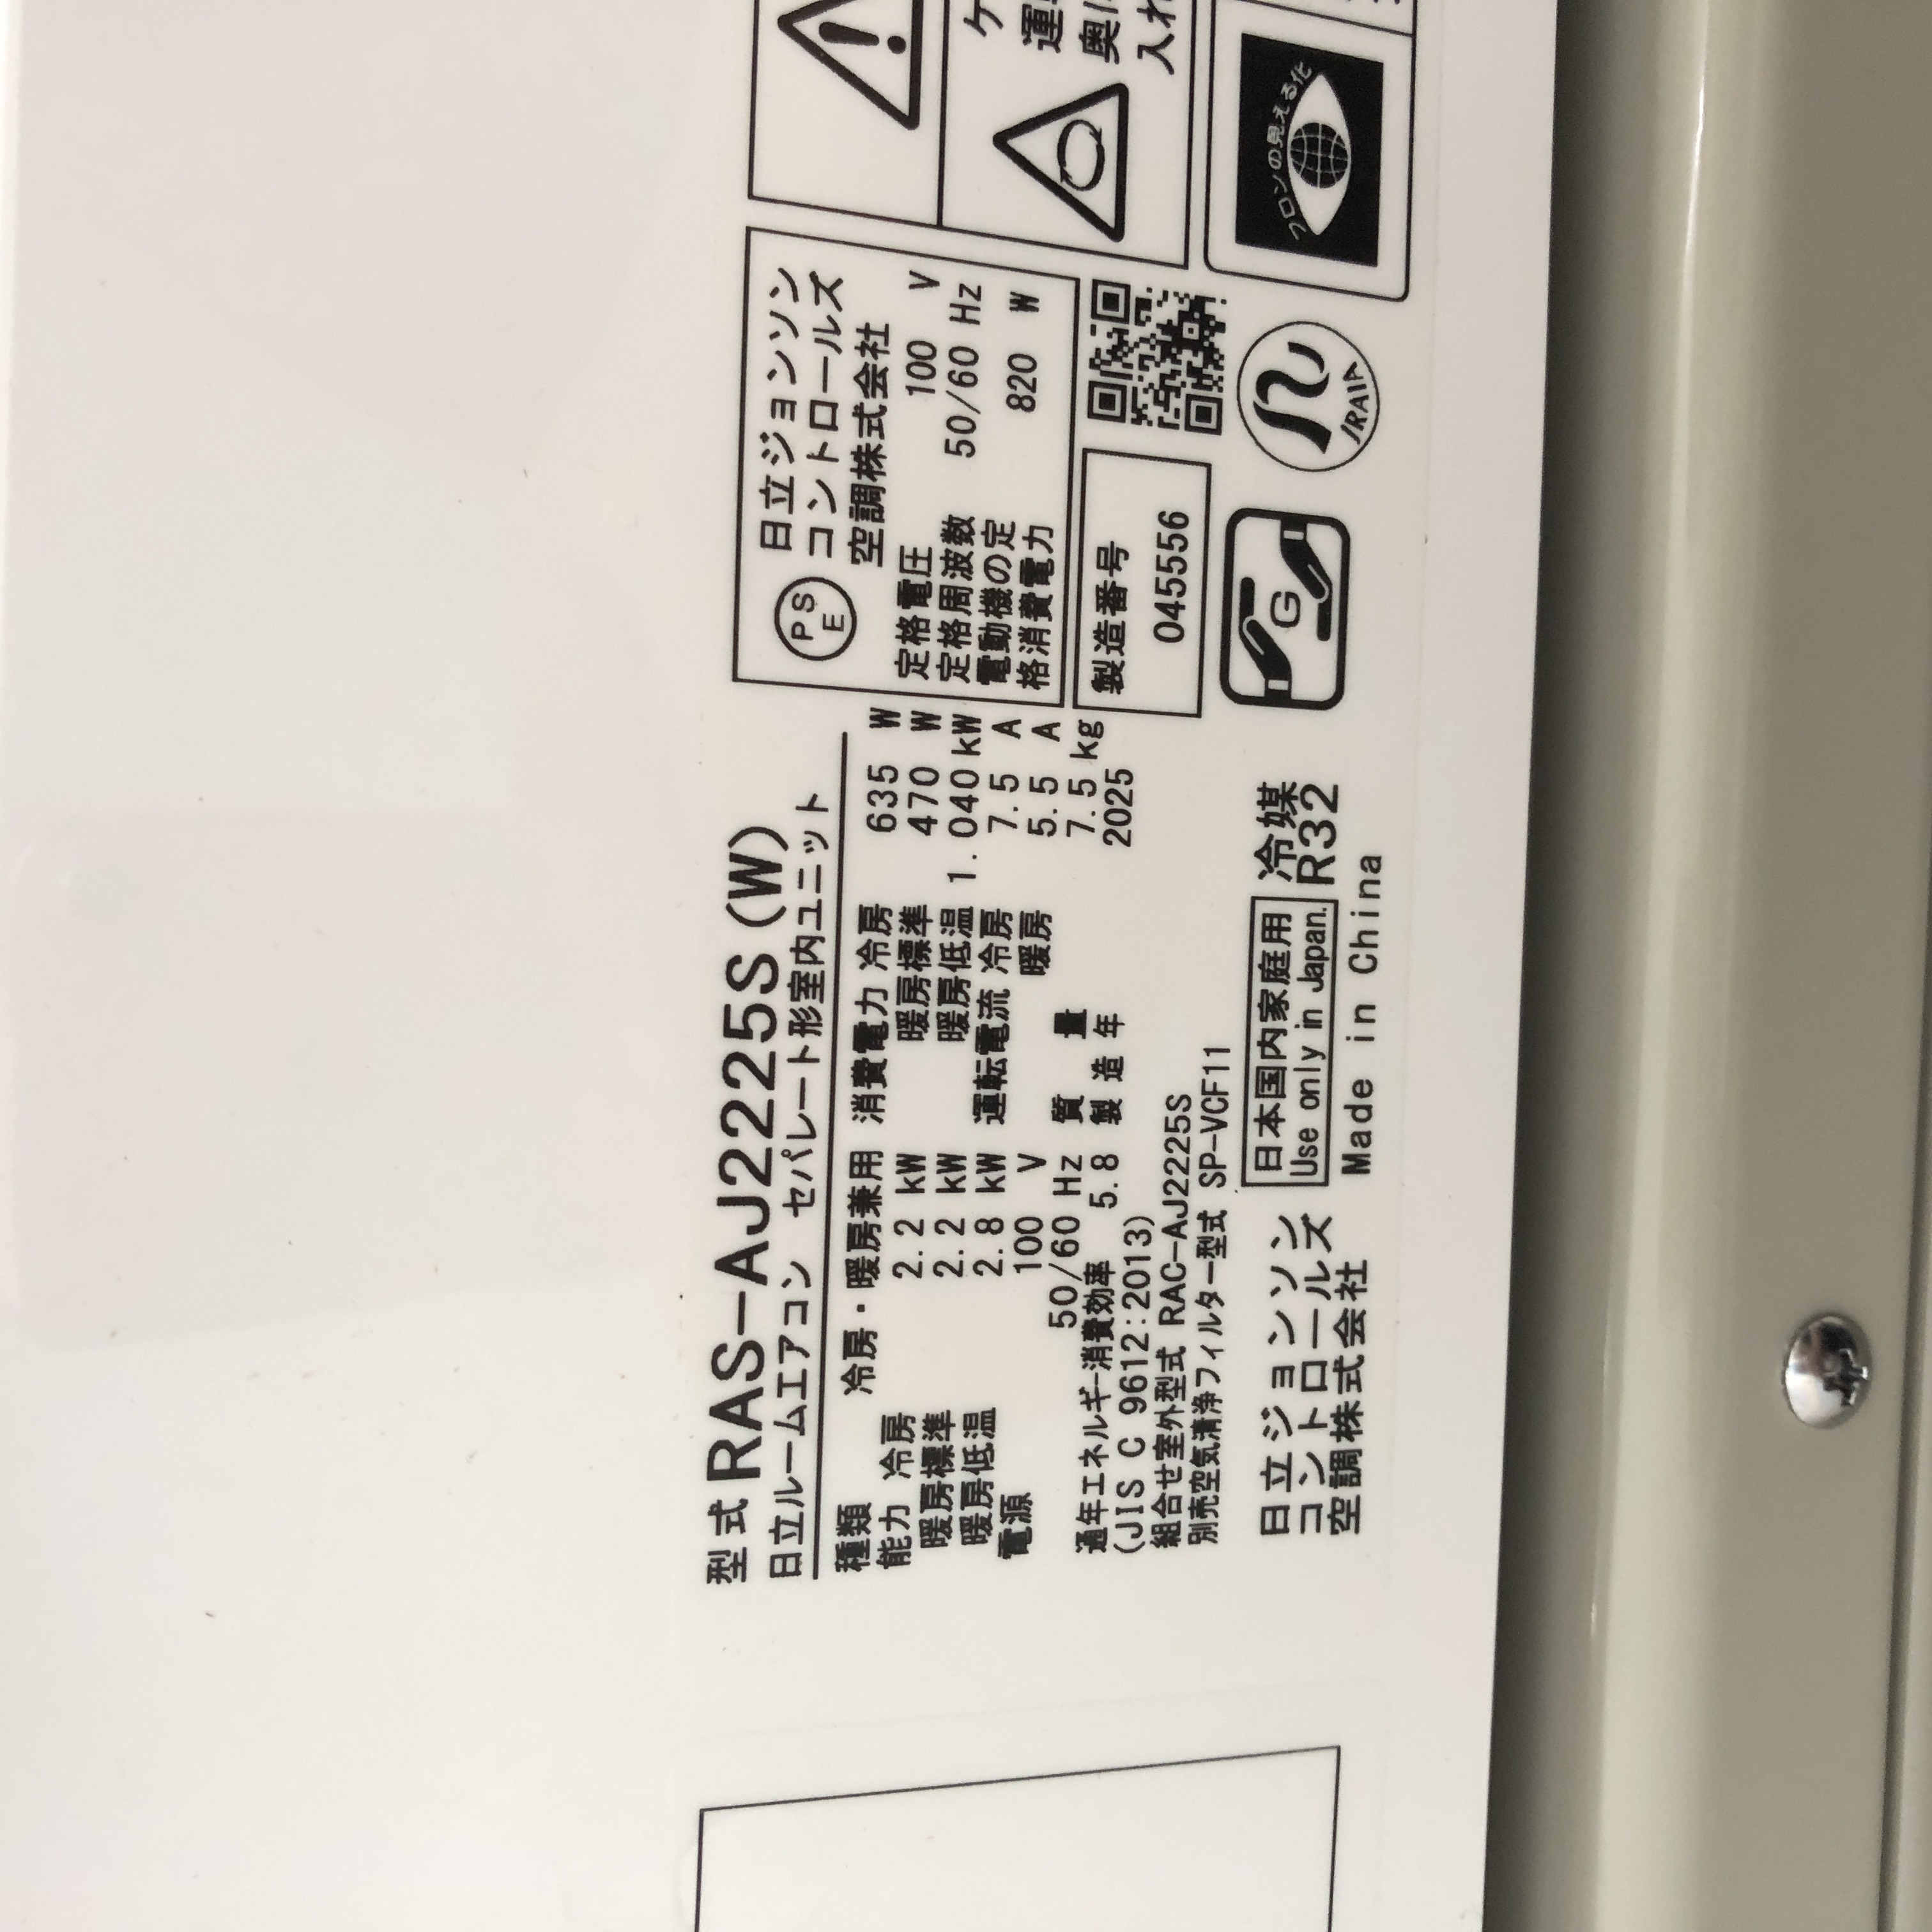 型式 RAS-AJ2225S(W)
日立ルームエアコン セパレート形室内ユニット
種類 冷房・暖房兼用
能力 冷房 2.2 kW
暖房標準 2.2 kW
暖房低温 2.8 kW
電源 100 V
50/60 Hz
通年エネルギー消費効率 5.8
(JIS C 9612:2013)
組合せ室外型式 RAC-AJ2225S
別売空気清浄フィルター型式 SP-VCF11
消費電力 冷房 635 W
暖房標準 470 W
暖房低温 1.040 kW
運転電流 冷房 7.5 A
暖房 5.5 A
質量 7.5 kg
製造年 2025
日立ジョンソン
コントロールズ
空調株式会社
日本国内家庭用
Use only in Japan.
冷媒
R32
Made in China
PS
E
日立ジョンソン
コントロールズ
空調株式会社
定格電圧 100 V
定格周波数 50/60 Hz
電動機の定
格消費電力 820 W
製造番号
045556
G
JRAIA
ケ
運
奥に
入れ
フロンの見える化